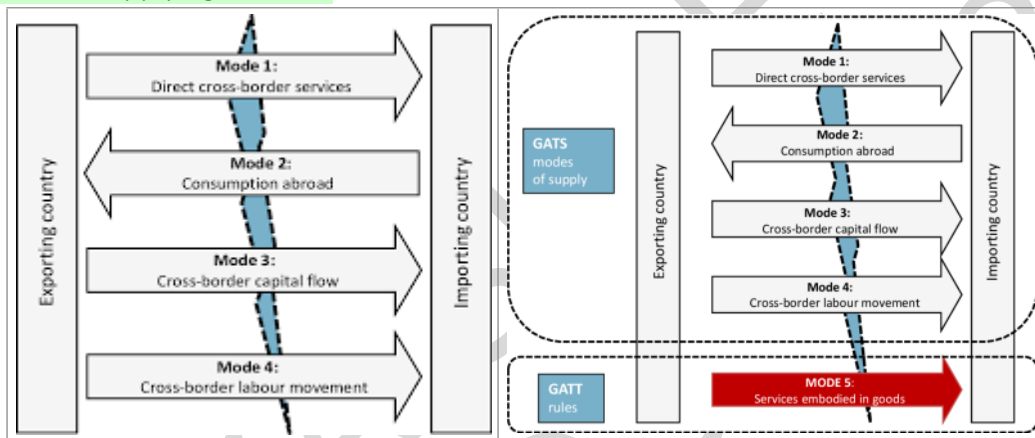 Exporting country
Mode 1:
Direct cross-border services
Mode 2:
Consumption abroad
Mode 3:
Cross-border capital flow
Mode 4:
Cross-border labour movement
Importing country
GATS
modes
of supply
GATT
rules
Exporting country
Mode 1:
Direct cross-border services
Mode 2:
Consumption abroad
Mode 3:
Cross-border capital flow
Mode 4:
Cross-border labour movement
MODE 5:
Services embodied in goods
Importing country